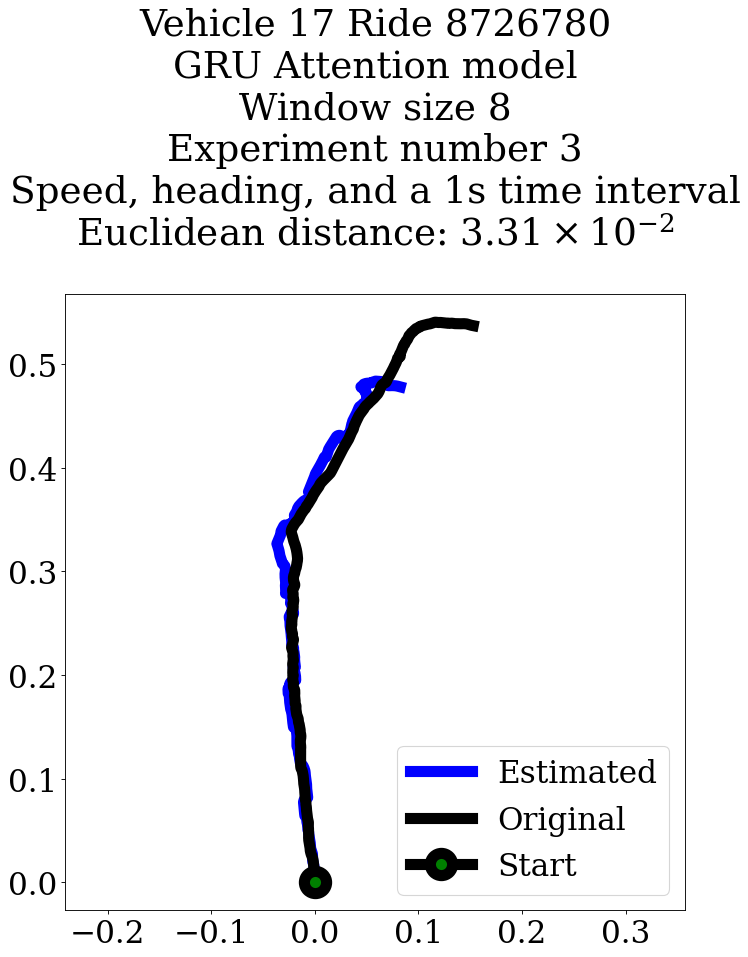 Vehicle 17 Ride 8726780
GRU Attention model
Window size 8
Experiment number 3
Speed, heading, and a 1s time interval
Euclidean distance: 3.31 × 10⁻²
0.5
0.4
0.3
0.2
0.1
0.0
Estimated
Original
Start
−0.2 −0.1 0.0 0.1 0.2 0.3